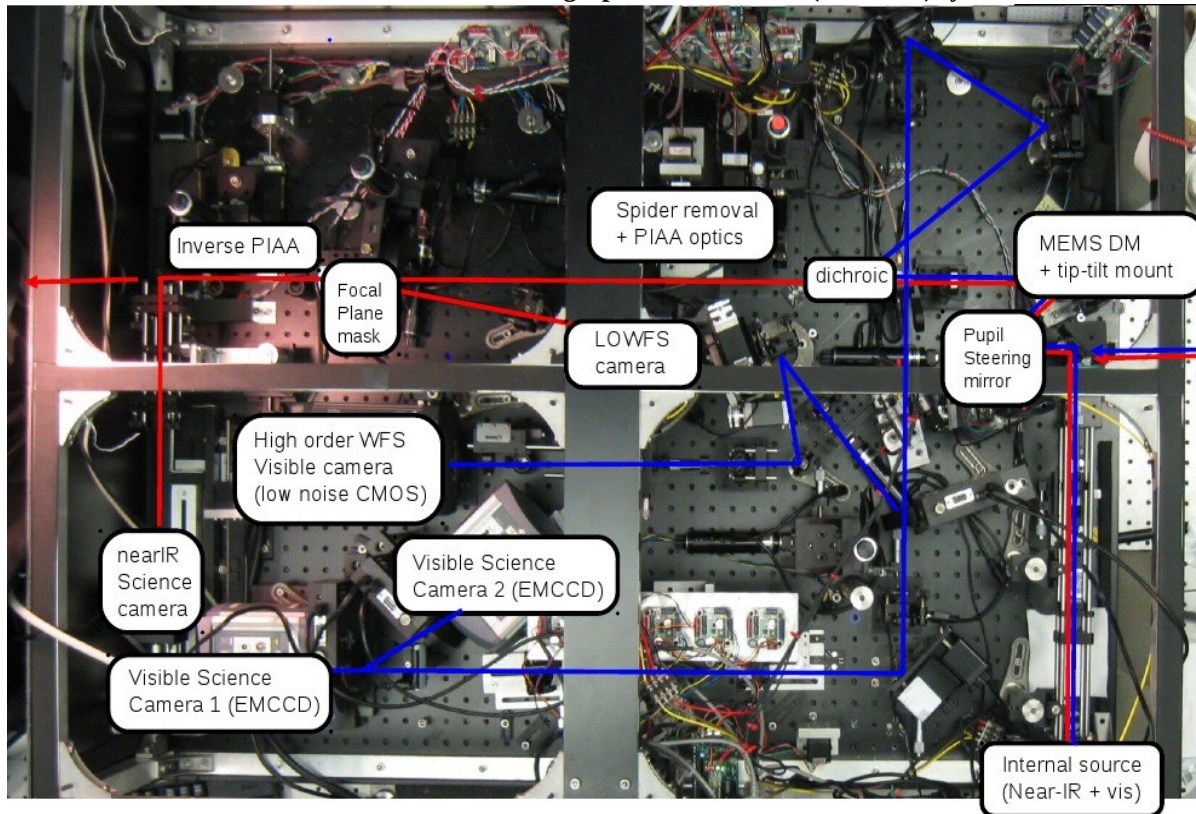 Spider removal
+ PIAA optics
Inverse PIAA
MEMS DM
+ tip-tilt mount
dichroic
Focal
Plane
mask
LOWFS
camera
Pupil
Steering
mirror
High order WFS
Visible camera
(low noise CMOS)
nearIR
Science
camera
Visible Science
Camera 2 (EMCCD)
Visible Science
Camera 1 (EMCCD)
Internal source
(Near-IR + vis)